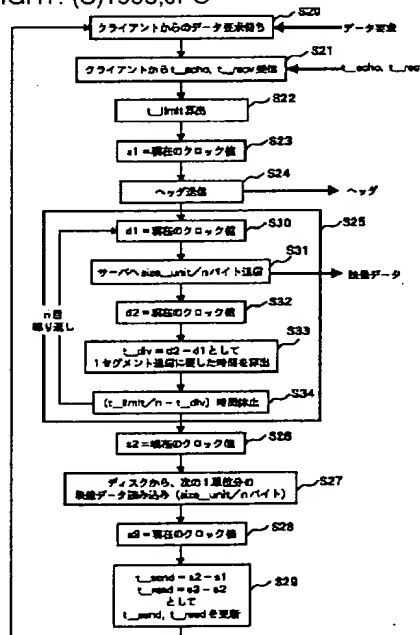 S20
クライアントからのデータ要求待ち
データ要求
S21
クライアントからt_echo, t_recv受信
t_echo, t_recv
S22
t_limit算出
S23
s1=現在のクロック値
S24
ヘッダ送信
ヘッダ
S25
S30
d1=現在のクロック値
S31
サーバへsize_unit/nバイト送信
映像データ
S32
d2=現在のクロック値
n回
繰り返し
S33
t_div=d2-d1として
1セグメント送信に要した時間を算出
S34
(t_limit/n-t_div)時間休止
S26
s2=現在のクロック値
S27
ディスクから、次の1単位分の
映像データ読み込み(size_unit/nバイト)
S28
s3=現在のクロック値
S29
t_send=s2-s1
t_read=s3-s2
として
t_send, t_readを更新